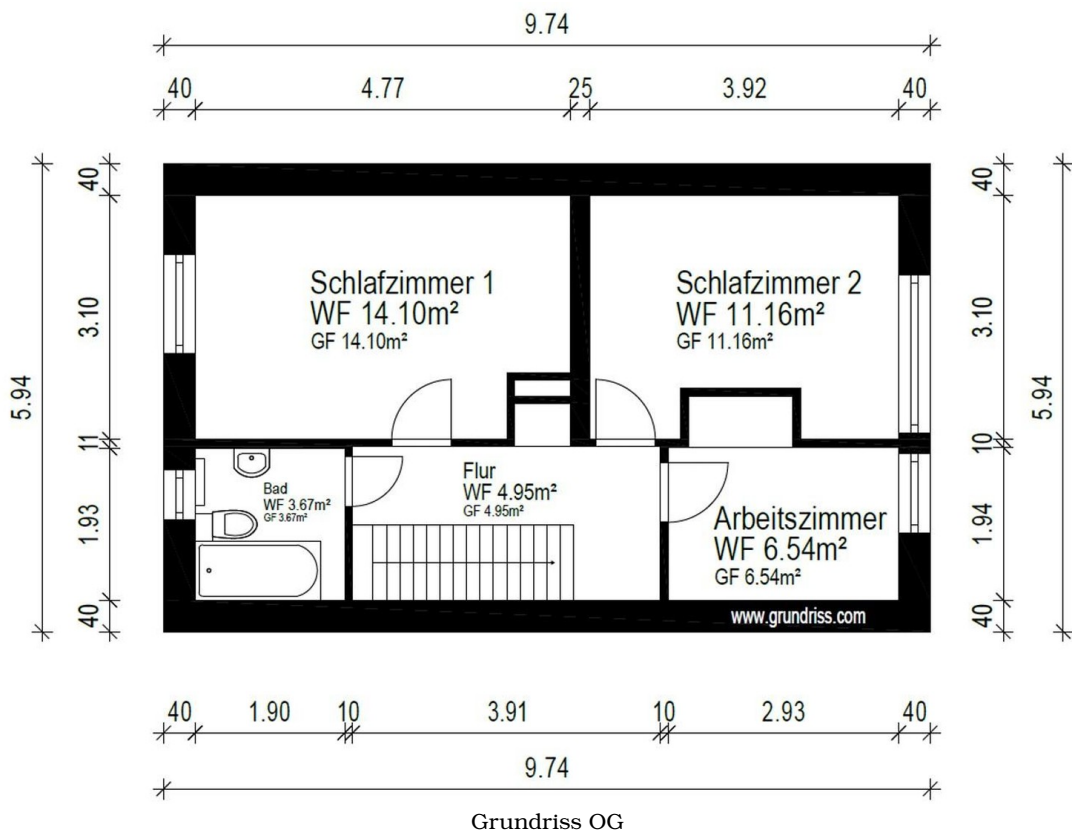 9.74
40 4.77 25 3.92 40
40
3.10
11
1.93
40
5.94
Schlafzimmer 1
WF 14.10m²
GF 14.10m²
Schlafzimmer 2
WF 11.16m²
GF 11.16m²
Bad
WF 3.67m²
GF 3.67m²
Flur
WF 4.95m²
GF 4.95m²
Arbeitszimmer
WF 6.54m²
GF 6.54m²
www.grundriss.com
40
3.10
10
1.94
40
5.94
40 1.90 10 3.91 10 2.93 40
9.74
Grundriss OG